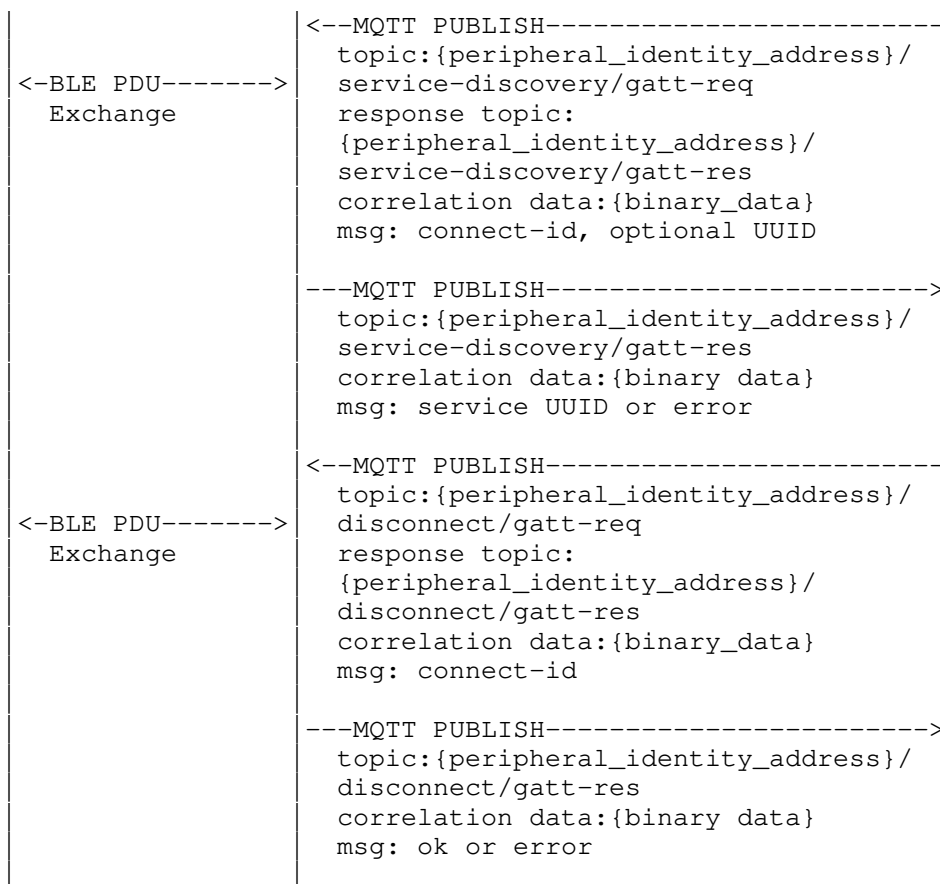 <--MQTT PUBLISH-------------------------
topic:{peripheral_identity_address}/
<-BLE PDU-------> service-discovery/gatt-req
Exchange response topic:
{peripheral_identity_address}/
service-discovery/gatt-res
correlation data:{binary_data}
msg: connect-id, optional UUID
---MQTT PUBLISH------------------------>
topic:{peripheral_identity_address}/
service-discovery/gatt-res
correlation data:{binary data}
msg: service UUID or error
<--MQTT PUBLISH-------------------------
topic:{peripheral_identity_address}/
<-BLE PDU-------> disconnect/gatt-req
Exchange response topic:
{peripheral_identity_address}/
disconnect/gatt-res
correlation data:{binary_data}
msg: connect-id
---MQTT PUBLISH------------------------>
topic:{peripheral_identity_address}/
disconnect/gatt-res
correlation data:{binary data}
msg: ok or error